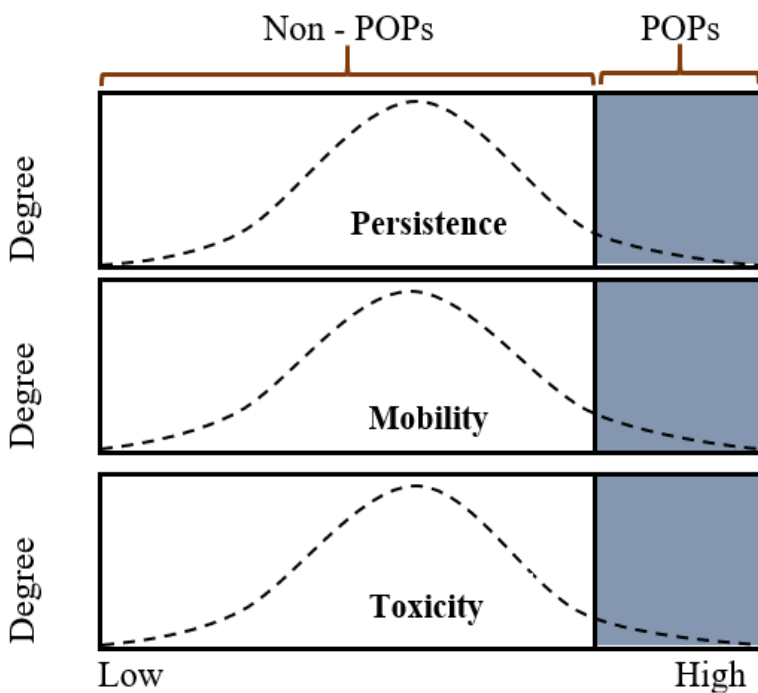 Non - POPs
POPs
Degree
Persistence
Degree
Mobility
Degree
Toxicity
Low
High